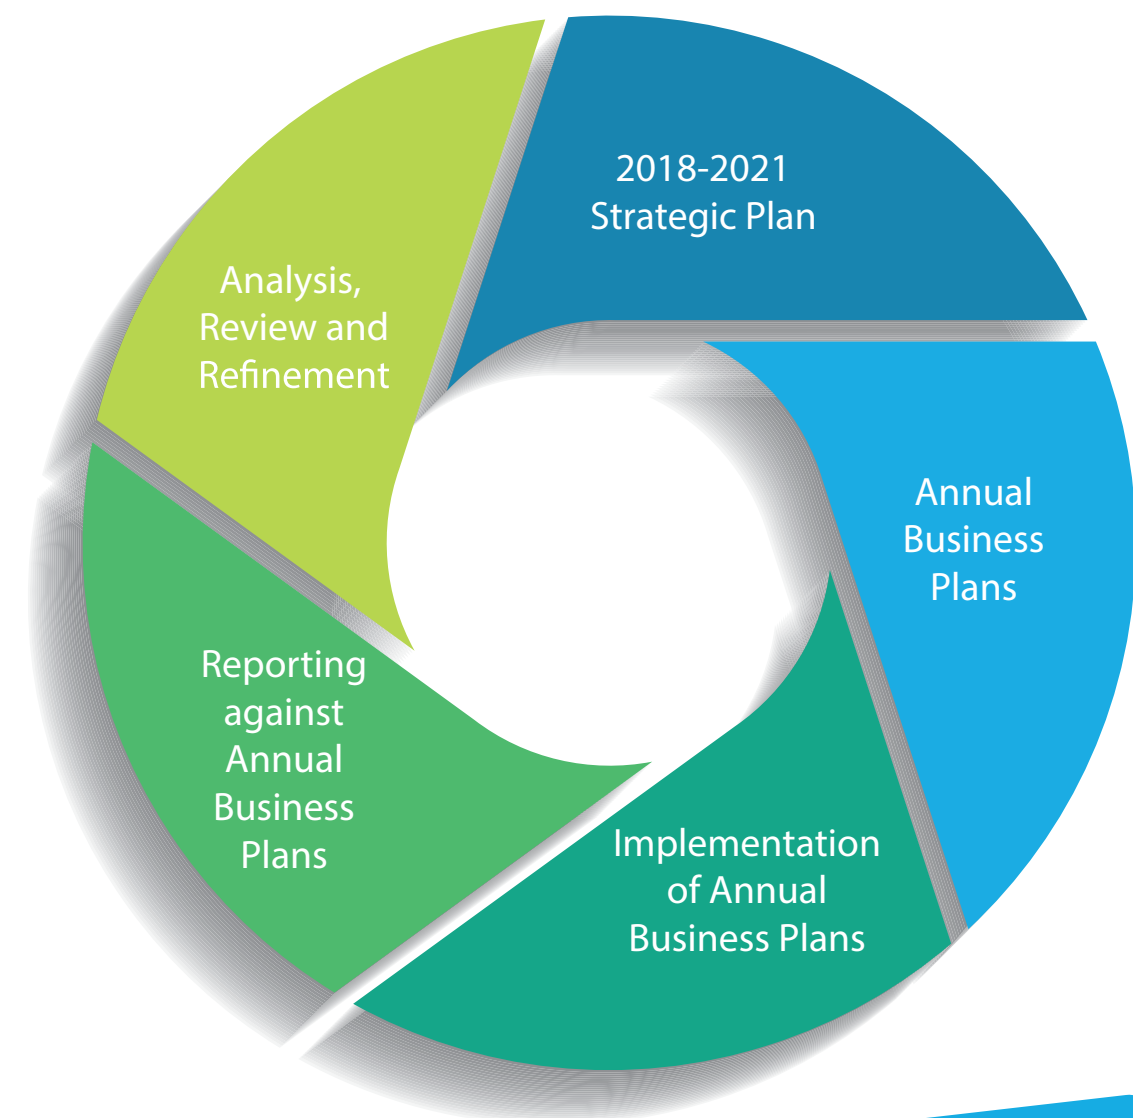 2018-2021
Strategic Plan
Annual
Business
Plans
Implementation
of Annual
Business Plans
Reporting
against
Annual
Business
Plans
Analysis,
Review and
Refinement